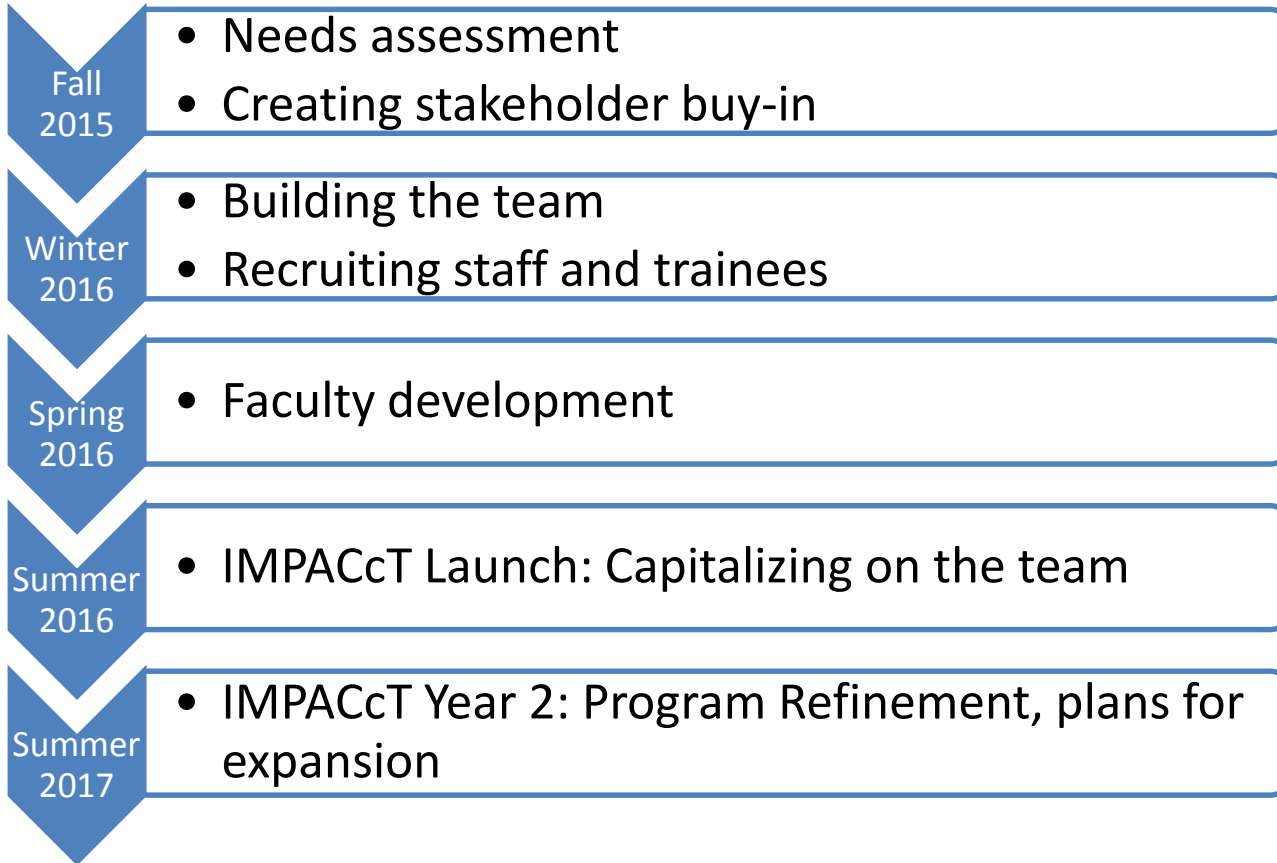 Fall
2015
• Needs assessment
• Creating stakeholder buy-in
Winter
2016
• Building the team
• Recruiting staff and trainees
Spring
2016
• Faculty development
Summer
2016
• IMPACcT Launch: Capitalizing on the team
Summer
2017
• IMPACcT Year 2: Program Refinement, plans for
expansion